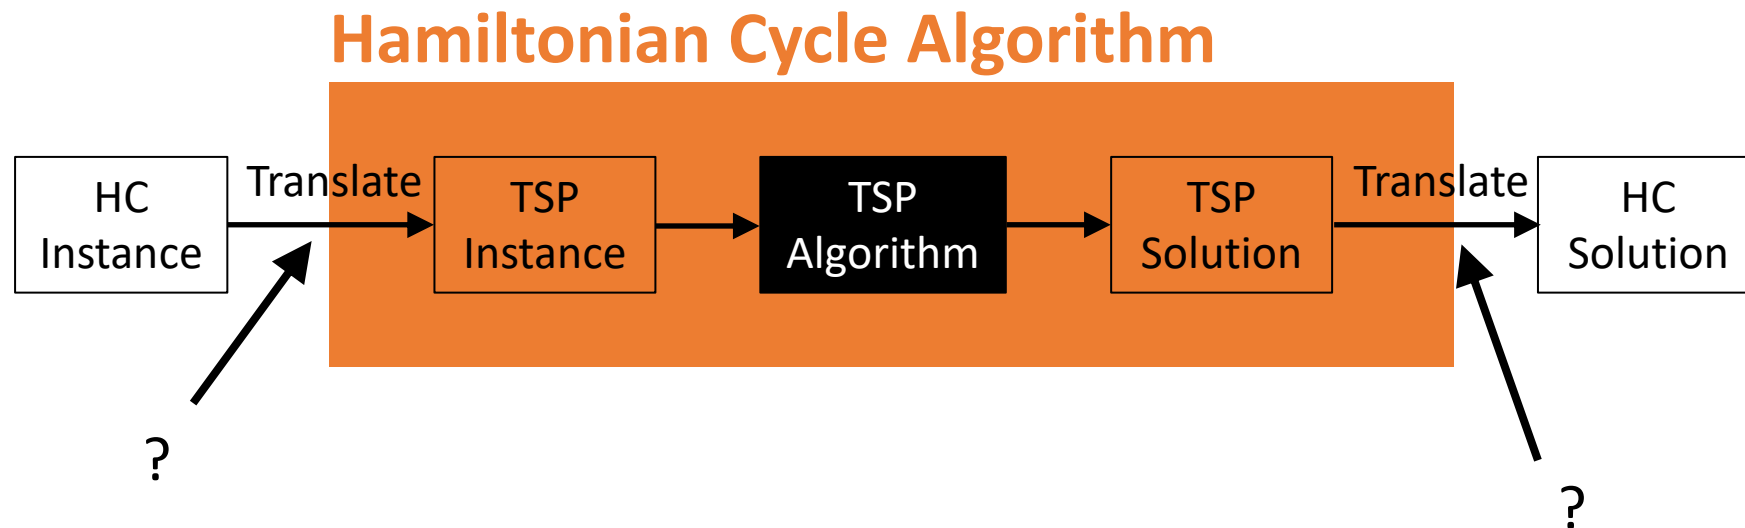 Hamiltonian Cycle Algorithm
HC
Instance
Translate
TSP
Instance
TSP
Algorithm
TSP
Solution
Translate
HC
Solution
?
?